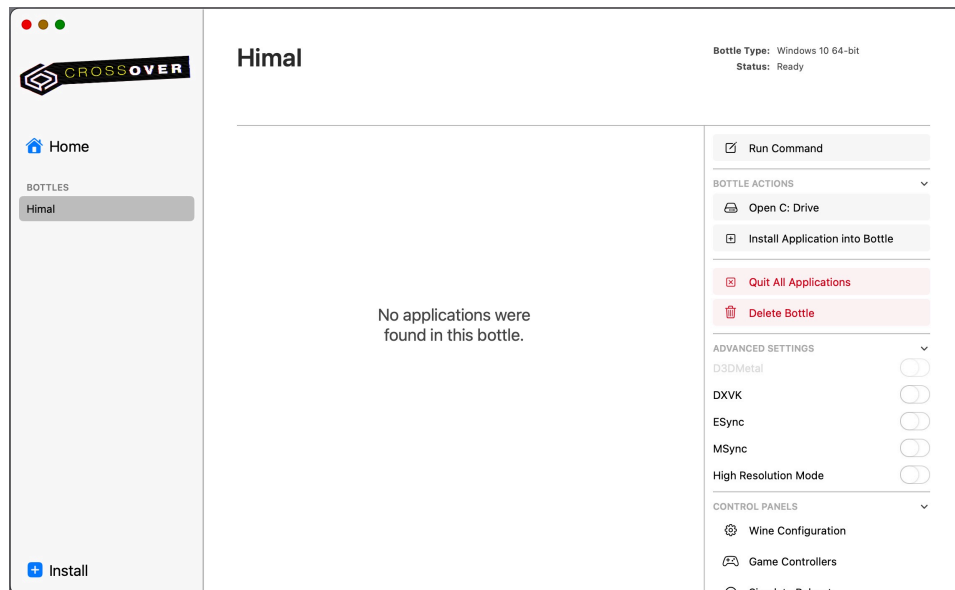 CROSSOVER
Himal
Bottle Type: Windows 10 64-bit
Status: Ready
Home
BOTTLES
Himal
No applications were
found in this bottle.
Run Command
BOTTLE ACTIONS
Open C: Drive
Install Application into Bottle
Quit All Applications
Delete Bottle
ADVANCED SETTINGS
D3DMetal
DXVK
ESync
MSync
High Resolution Mode
CONTROL PANELS
Wine Configuration
Game Controllers
Install